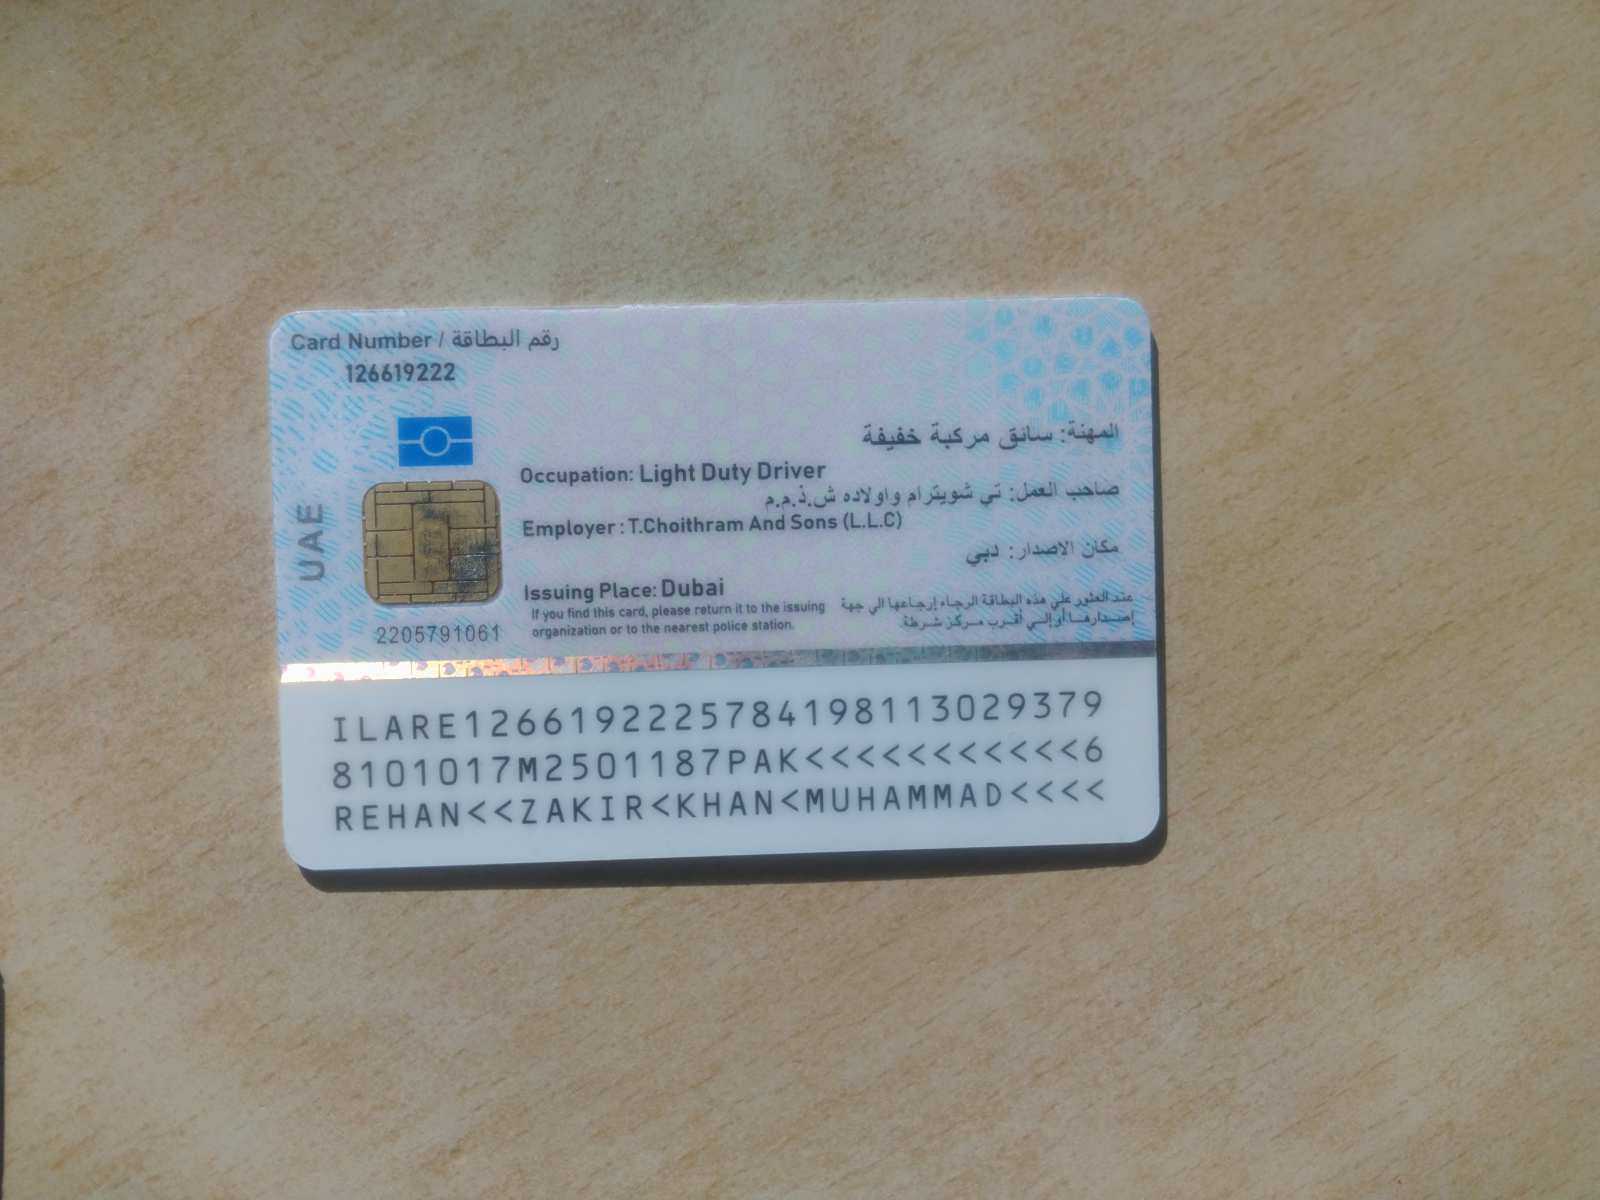 Card Number / رقم البطاقة
126619222
المهنة: سائق مركبة خفيفة
Occupation: Light Duty Driver
صاحب العمل: تي شويترام واولاده ش.ذ.م.م
Employer : T.Choithram And Sons (L.L.C)
مكان الاصدار: دبي
Issuing Place: Dubai
If you find this card, please return it to the issuing
organization or to the nearest police station.
عند العثور علي هذه البطاقة الرجاء إرجاعها الي جهة
إصدارها أو إلي أقرب مركز شرطة.
UAE
2205791061
ILARE1266192225784198113029379
8101017M2501187PAK<<<<<<<<<<<6
REHAN<<ZAKIR<KHAN<MUHAMMAD<<<<